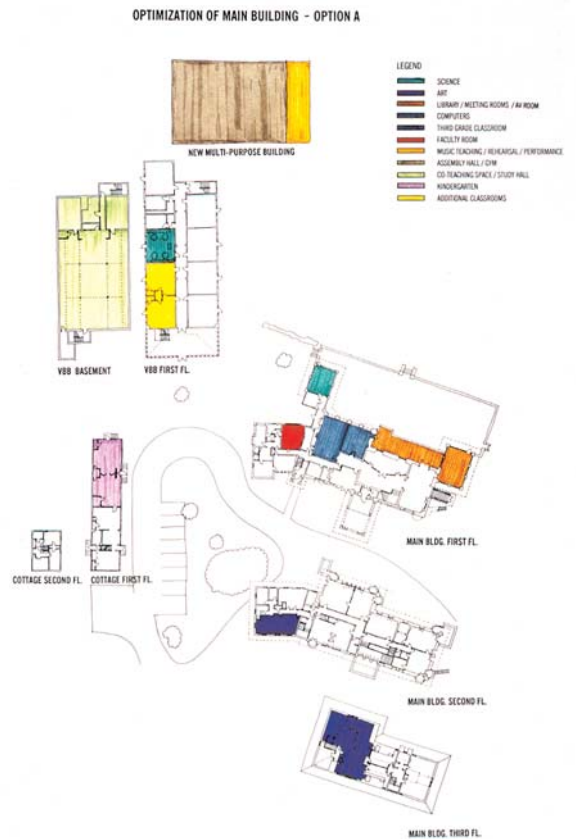 OPTIMIZATION OF MAIN BUILDING - OPTION A
LEGEND
SCIENCE
ART
LIBRARY / MEETING ROOMS / AV ROOM
COMPUTERS
THIRD GRADE CLASSROOM
FACULTY ROOM
MUSIC TEACHING / REHEARSAL / PERFORMANCE
ASSEMBLY HALL / GYM
CO-TEACHING SPACE / STUDY HALL
KINDERGARTEN
ADDITIONAL CLASSROOMS
NEW MULTI-PURPOSE BUILDING
VBB BASEMENT
VBB FIRST FL.
MAIN BLDG. FIRST FL.
COTTAGE SECOND FL.
COTTAGE FIRST FL.
MAIN BLDG. SECOND FL.
MAIN BLDG. THIRD FL.